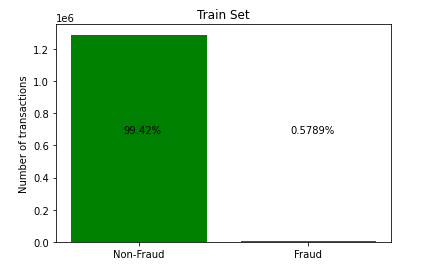 Train Set
1e6
Number of transactions
1.2
1.0
0.8
0.6
0.4
0.2
0.0
99.42%
0.5789%
Non-Fraud
Fraud